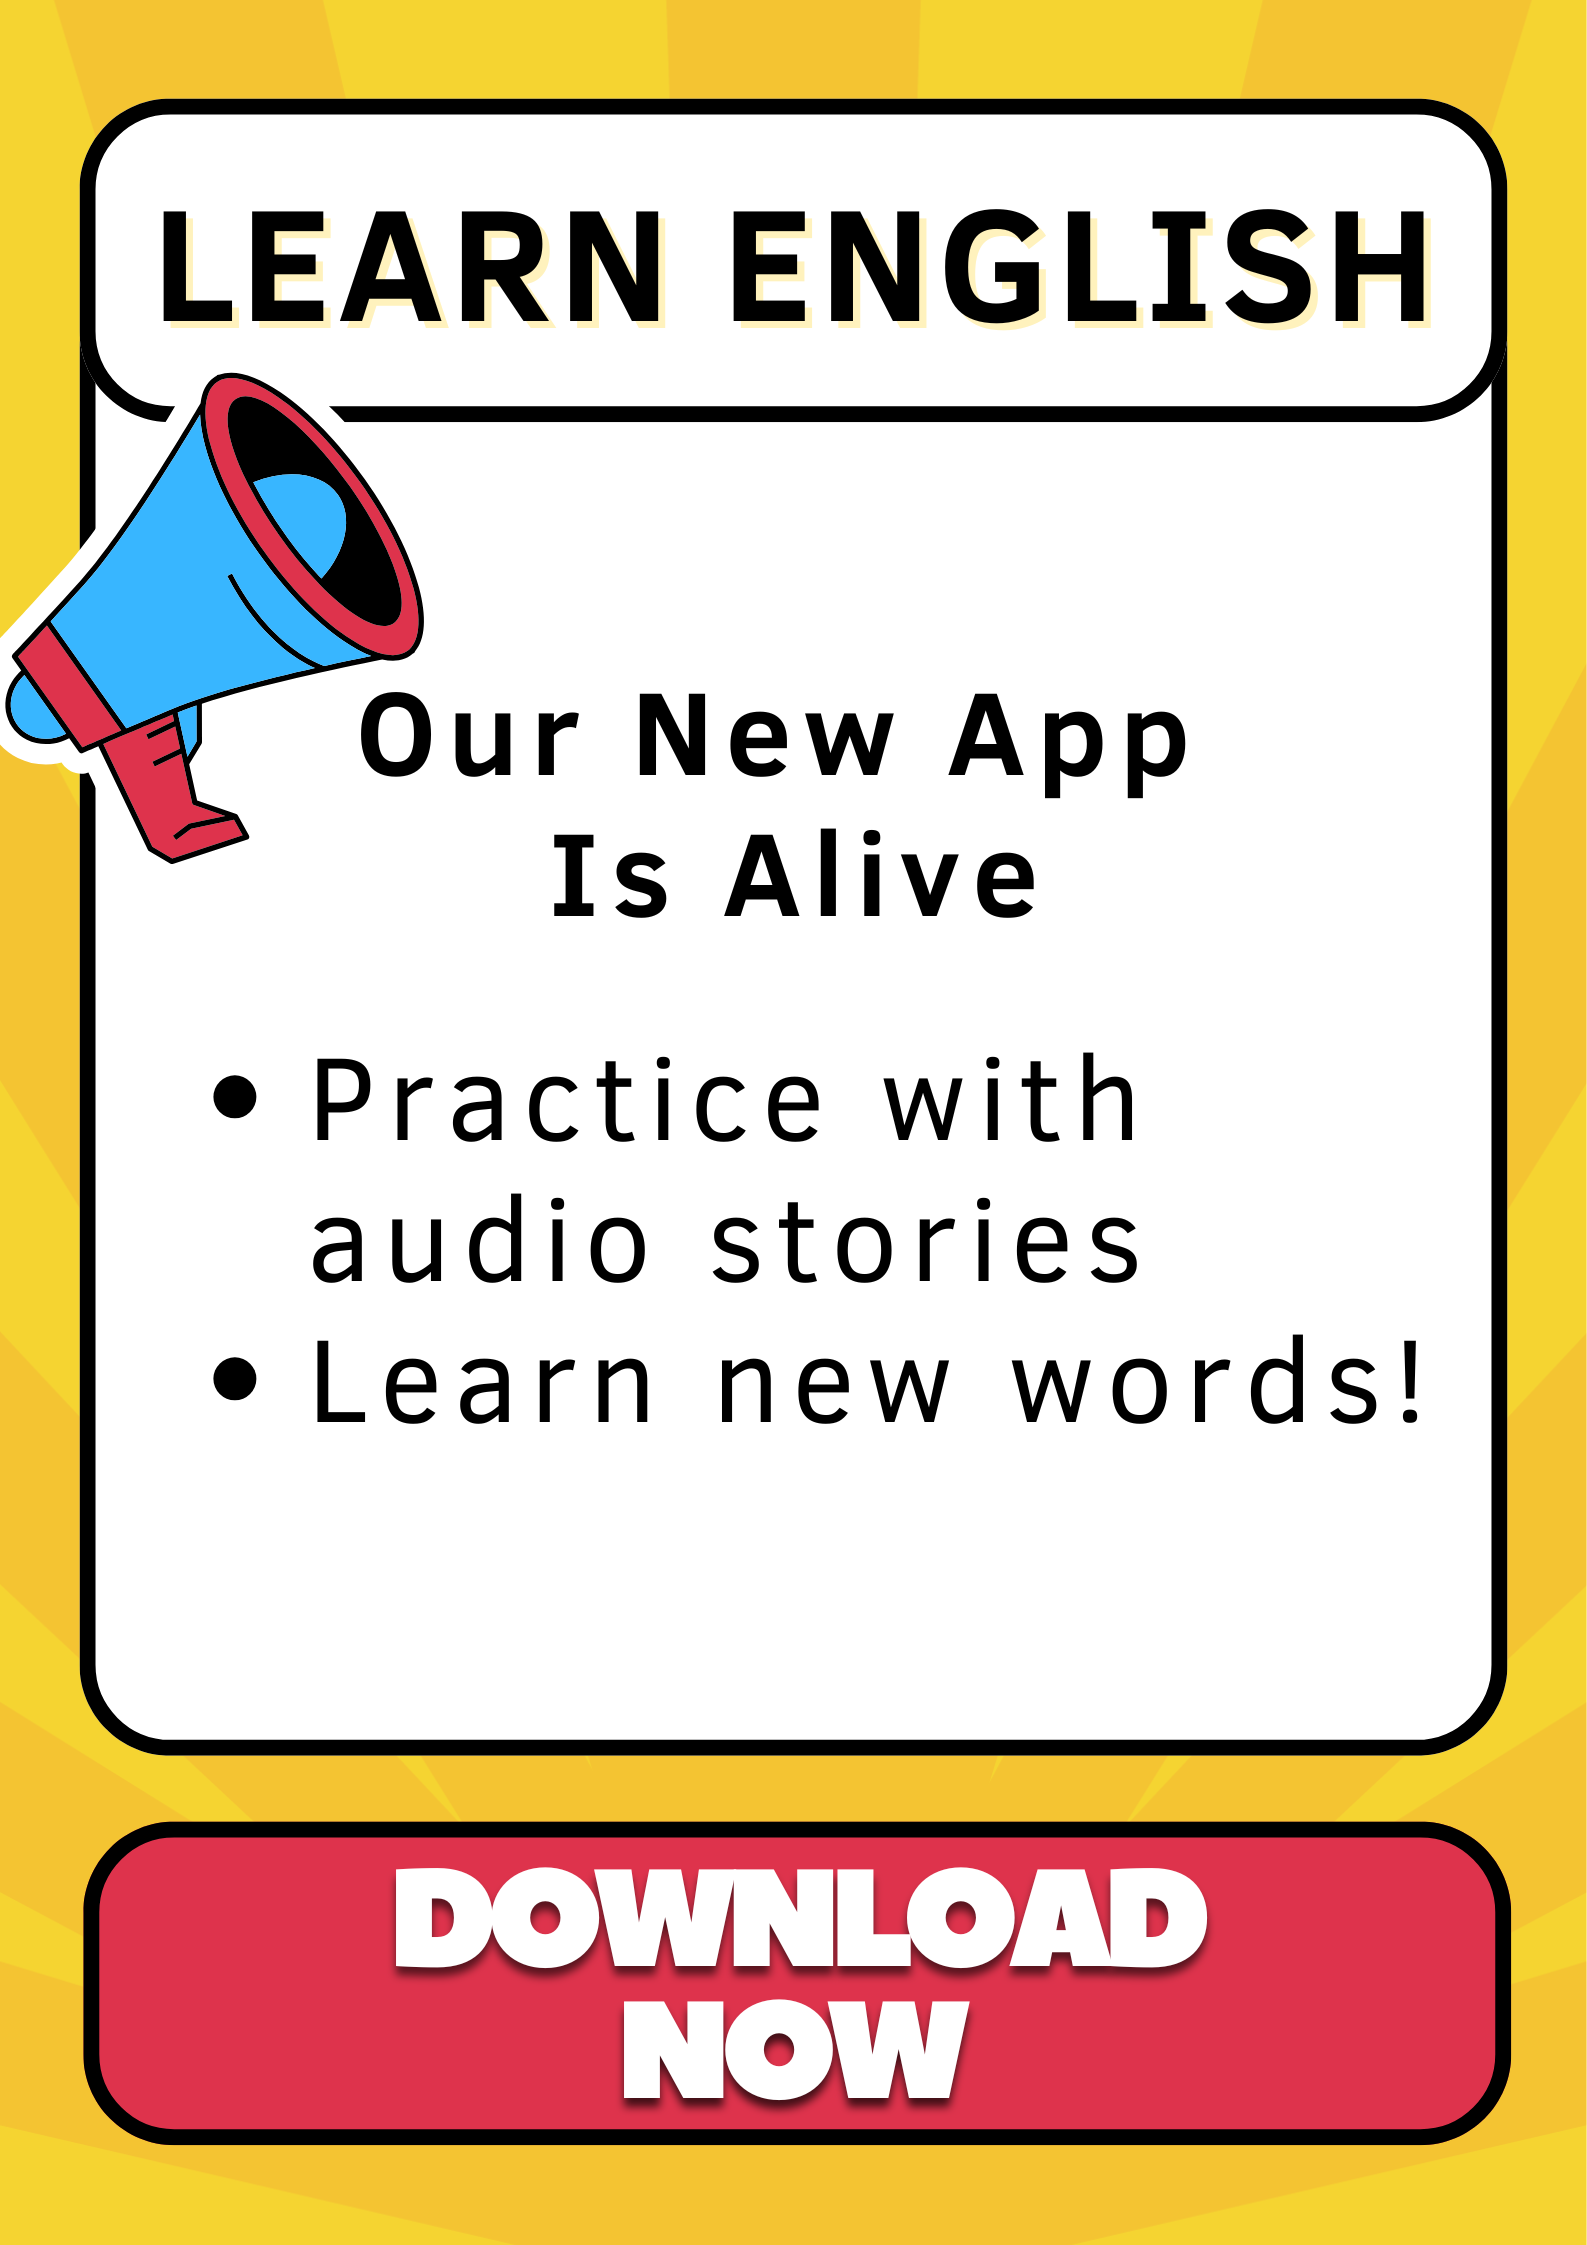 LEARN ENGLISH
Our New App
Is Alive
• Practice with
audio stories
• Learn new words!
DOWNLOAD
NOW